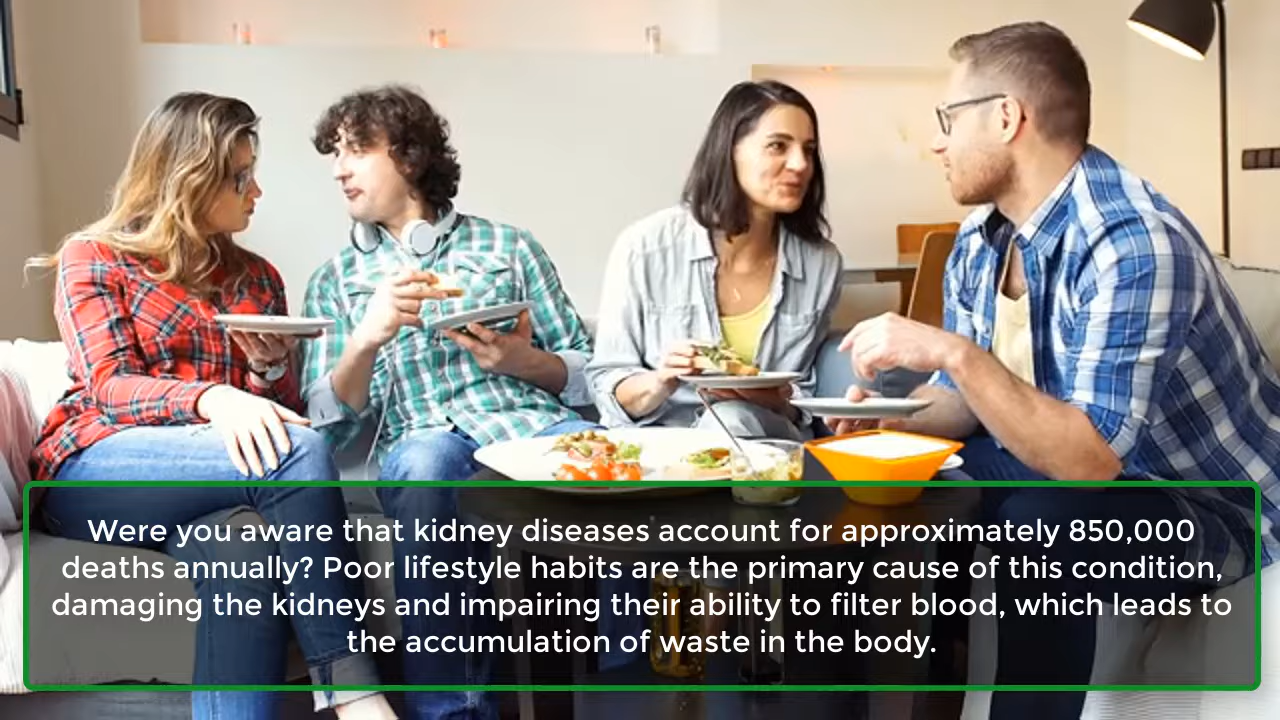 Were you aware that kidney diseases account for approximately 850,000
deaths annually? Poor lifestyle habits are the primary cause of this condition,
damaging the kidneys and impairing their ability to filter blood, which leads to
the accumulation of waste in the body.